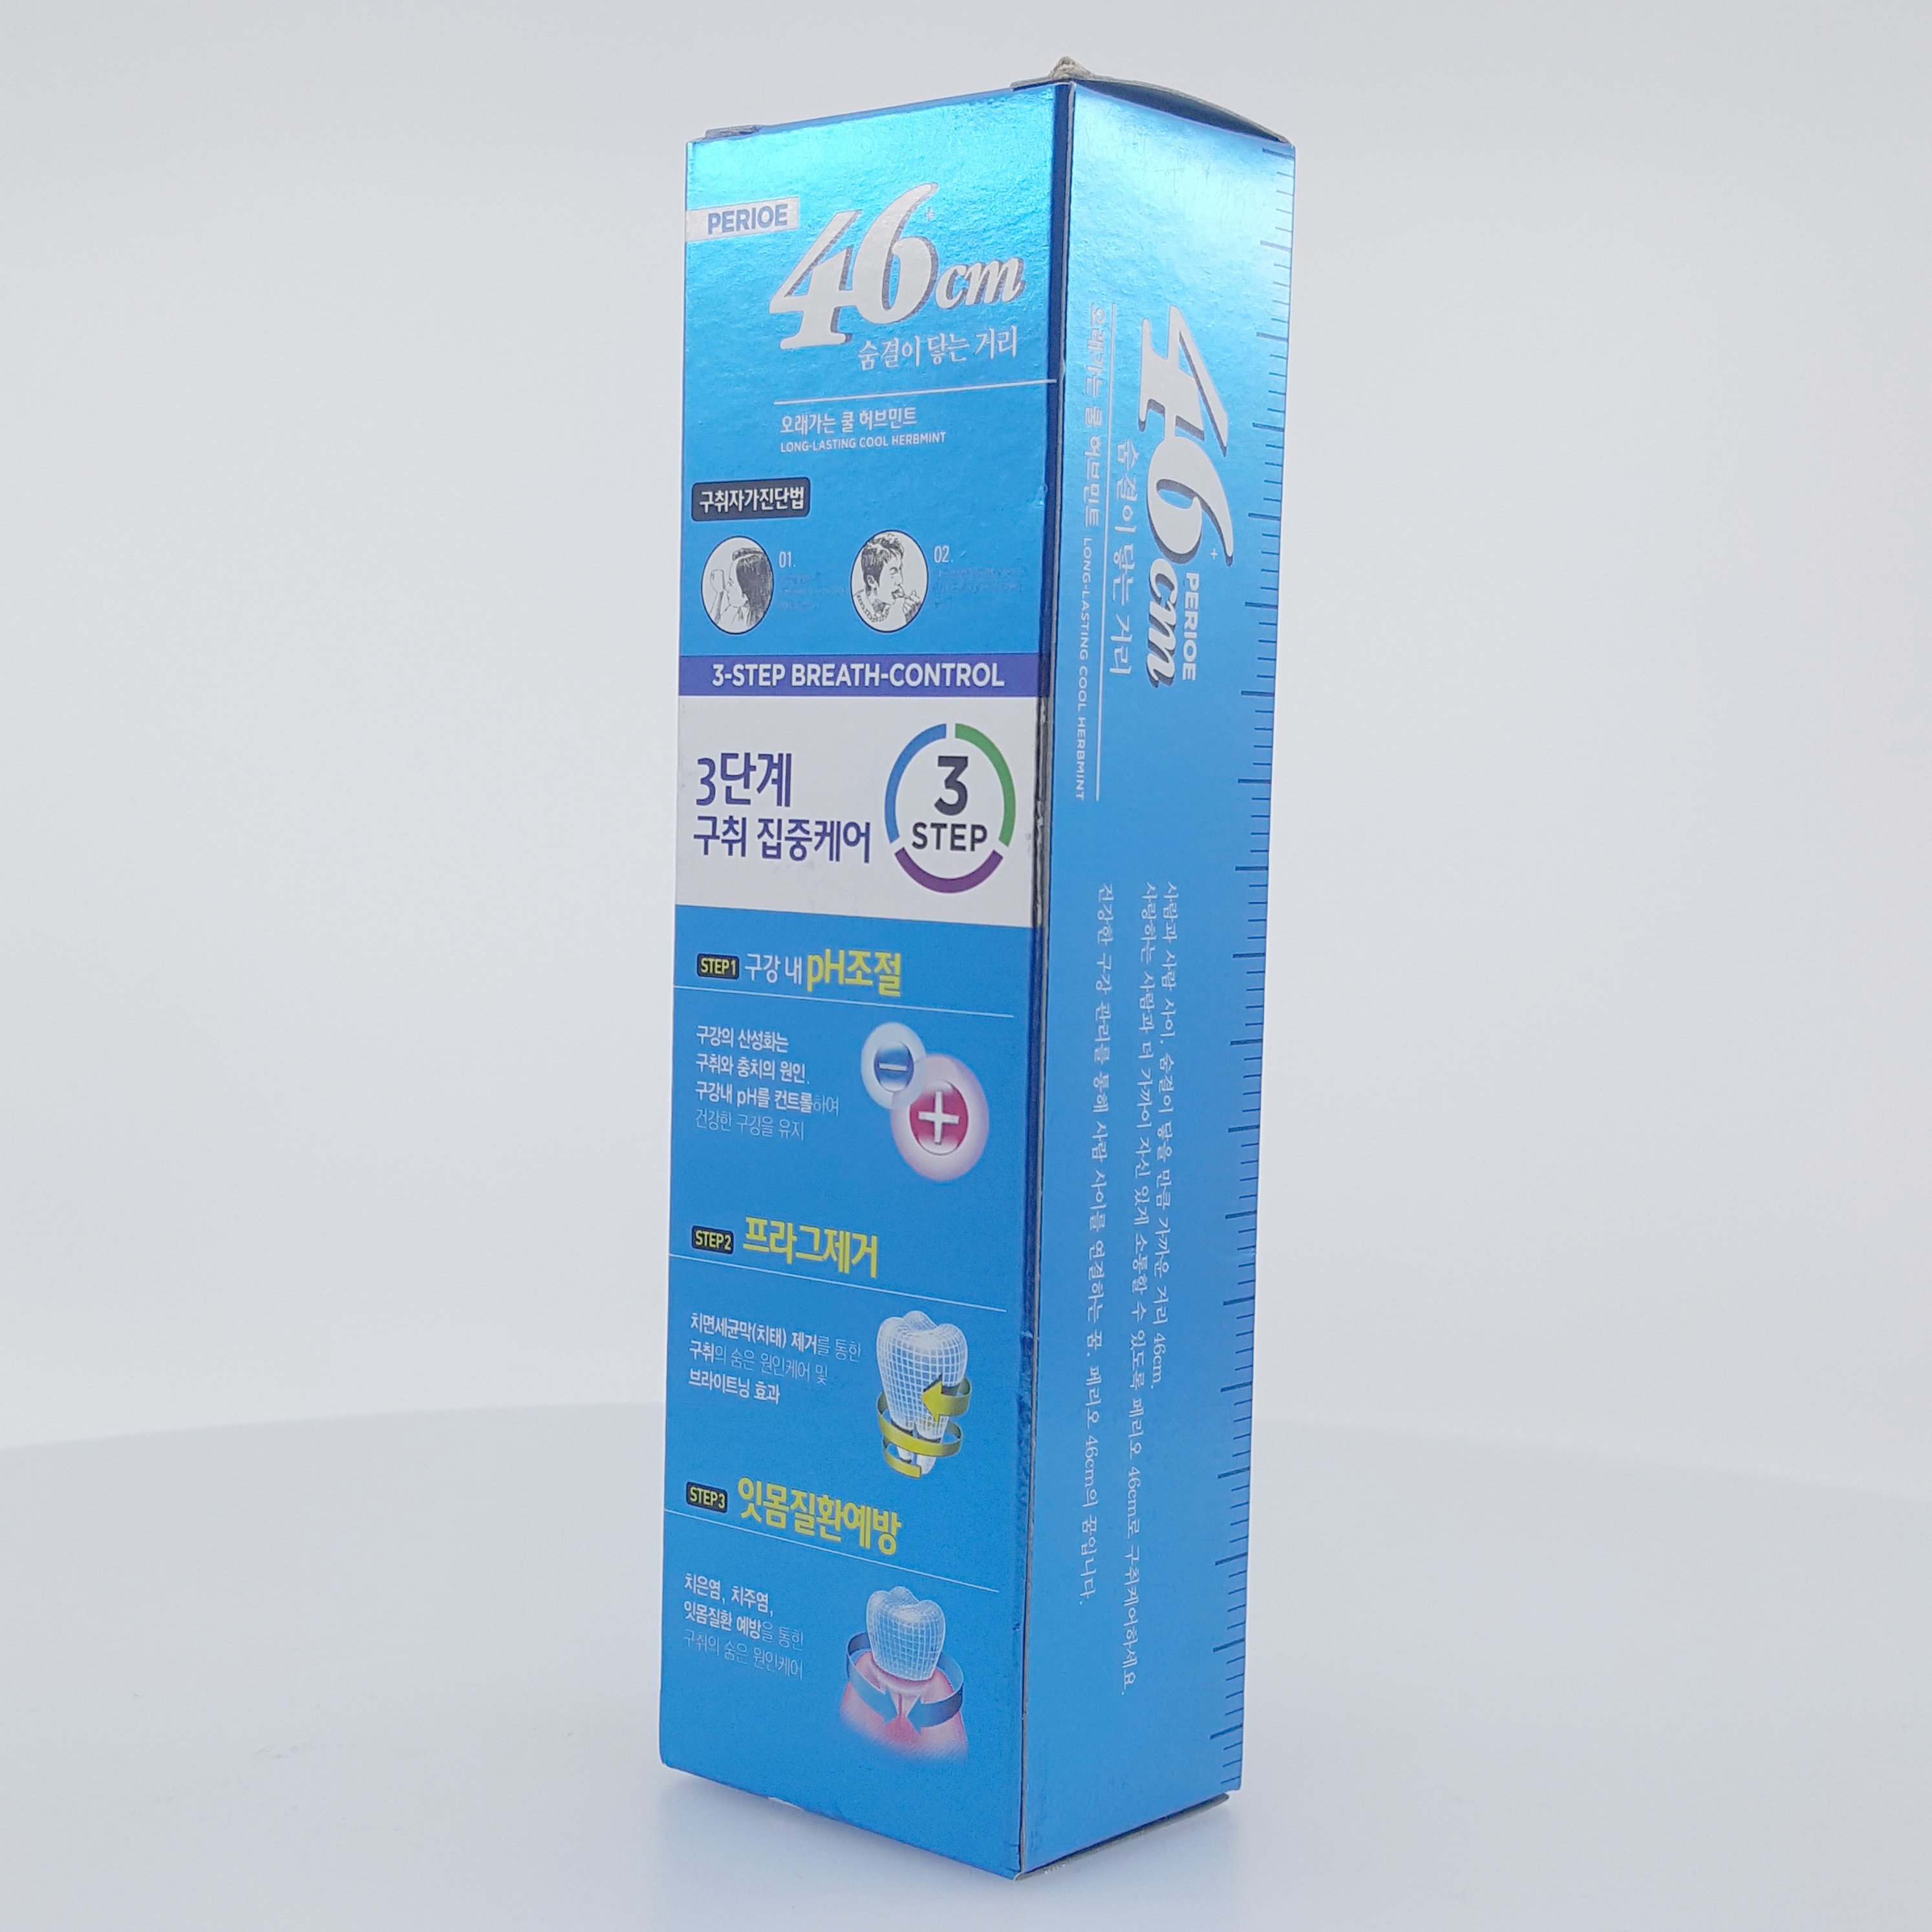 PERIOE
46cm
숨결이 닿는 거리
오래가는 쿨 허브민트
LONG-LASTING COOL HERBMINT
구취자가진단법
01.
02.
3-STEP BREATH-CONTROL
3단계
구취 집중케어
3
STEP
STEP1 구강 내 pH조절
구강의 산성화는
구취와 충치의 원인.
구강내 pH를 컨트롤하여
건강한 구강을 유지
STEP2 프라그제거
치면세균막(치태) 제거를 통한
구취의 숨은 원인케어 및
브라이트닝 효과
STEP3 잇몸질환예방
치은염, 치주염,
잇몸질환 예방을 통한
구취의 숨은 원인케어
PERIOE
46cm
숨결이 닿는 거리
오래가는 쿨 허브민트 LONG-LASTING COOL HERBMINT
사람과 사람 사이. 숨결이 닿을 만큼 가까운 거리 46cm.
사랑하는 사람과 더 가까이 자신 있게 소통할 수 있도록 페리오 46cm로 구취케어하세요.
건강한 구강 관리를 통해 사람 사이를 연결하는 꿈. 페리오 46cm의 꿈입니다.